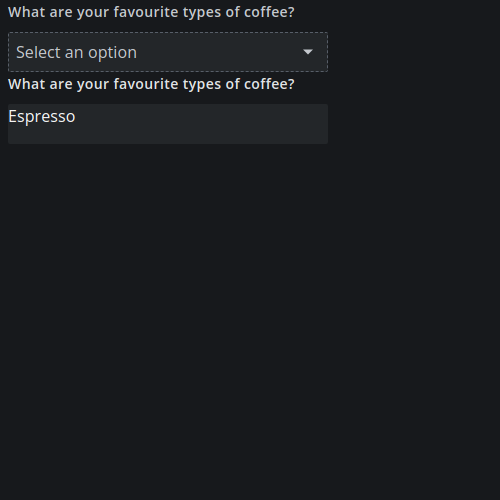 What are your favourite types of coffee?
Select an option
What are your favourite types of coffee?
Espresso